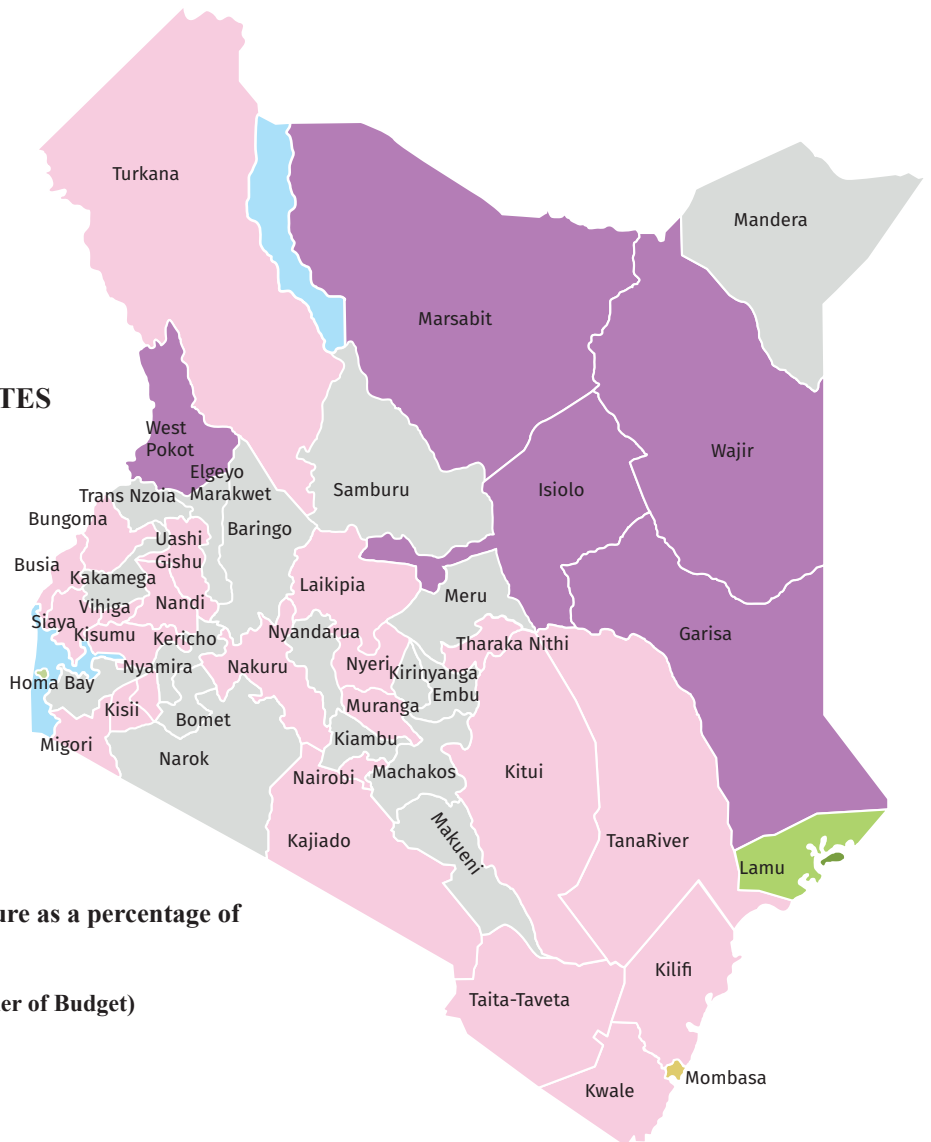 Turkana
Mandera
Marsabit
TES
West
Pokot
Wajir
Elgeyo
Marakwet
Samburu
Isiolo
Trans Nzoia
Bungoma
Baringo
Uashi
Gishu
Busia
Kakamega
Laikipia
Meru
Vihiga
Nandi
Siaya
Kisumu
Kericho
Nyandarua
Garisa
Tharaka Nithi
Nyamira
Nakuru
Nyeri
Kirinyanga
Homa Bay
Embu
Kisii
Muranga
Bomet
Migori
Kiambu
Narok
Nairobi
Machakos
Kitui
Kajiado
Makueni
TanaRiver
Lamu
ure as a percentage of
Kilifi
Taita-Taveta
er of Budget)
Mombasa
Kwale